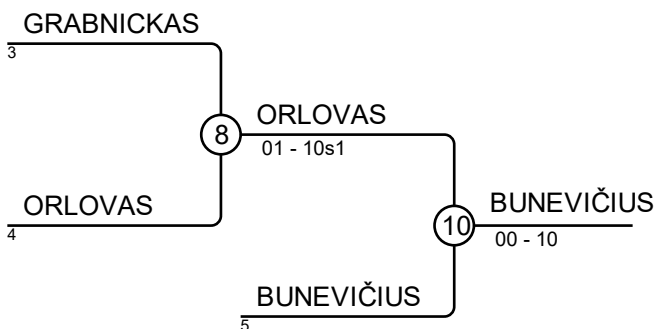 GRABNICKAS
3
8
ORLOVAS
01 - 10s1
ORLOVAS
4
10
BUNEVIČIUS
00 - 10
BUNEVIČIUS
5